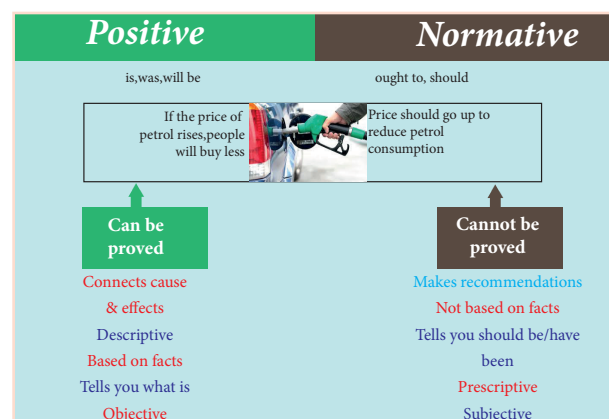 Positive
Normative
is,was,will be
ought to, should
If the price of
petrol rises,people
will buy less
Price should go up to
reduce petrol
consumption
Can be
proved
Cannot be
proved
Connects cause
& effects
Descriptive
Based on facts
Tells you what is
Objective
Makes recommendations
Not based on facts
Tells you should be/have
been
Prescriptive
Subjective